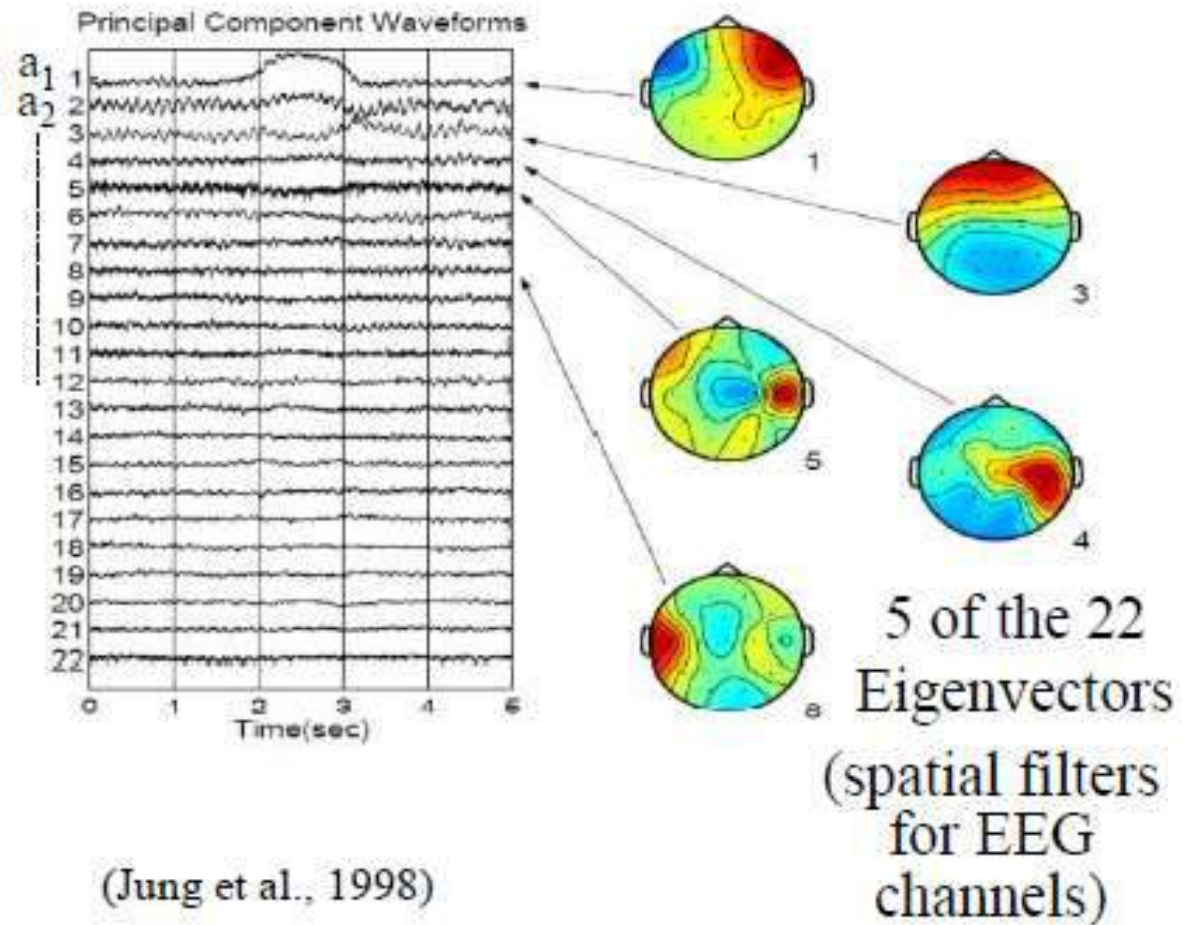 Principal Component Waveforms
a1
a2
1
2
3
4
5
6
7
8
9
10
11
12
13
14
15
16
17
18
19
20
21
22
0 1 2 3 4 6
Time(sec)
1
3
5
4
5 of the 22
Eigenvectors
(spatial filters
for EEG
channels)
(Jung et al., 1998)